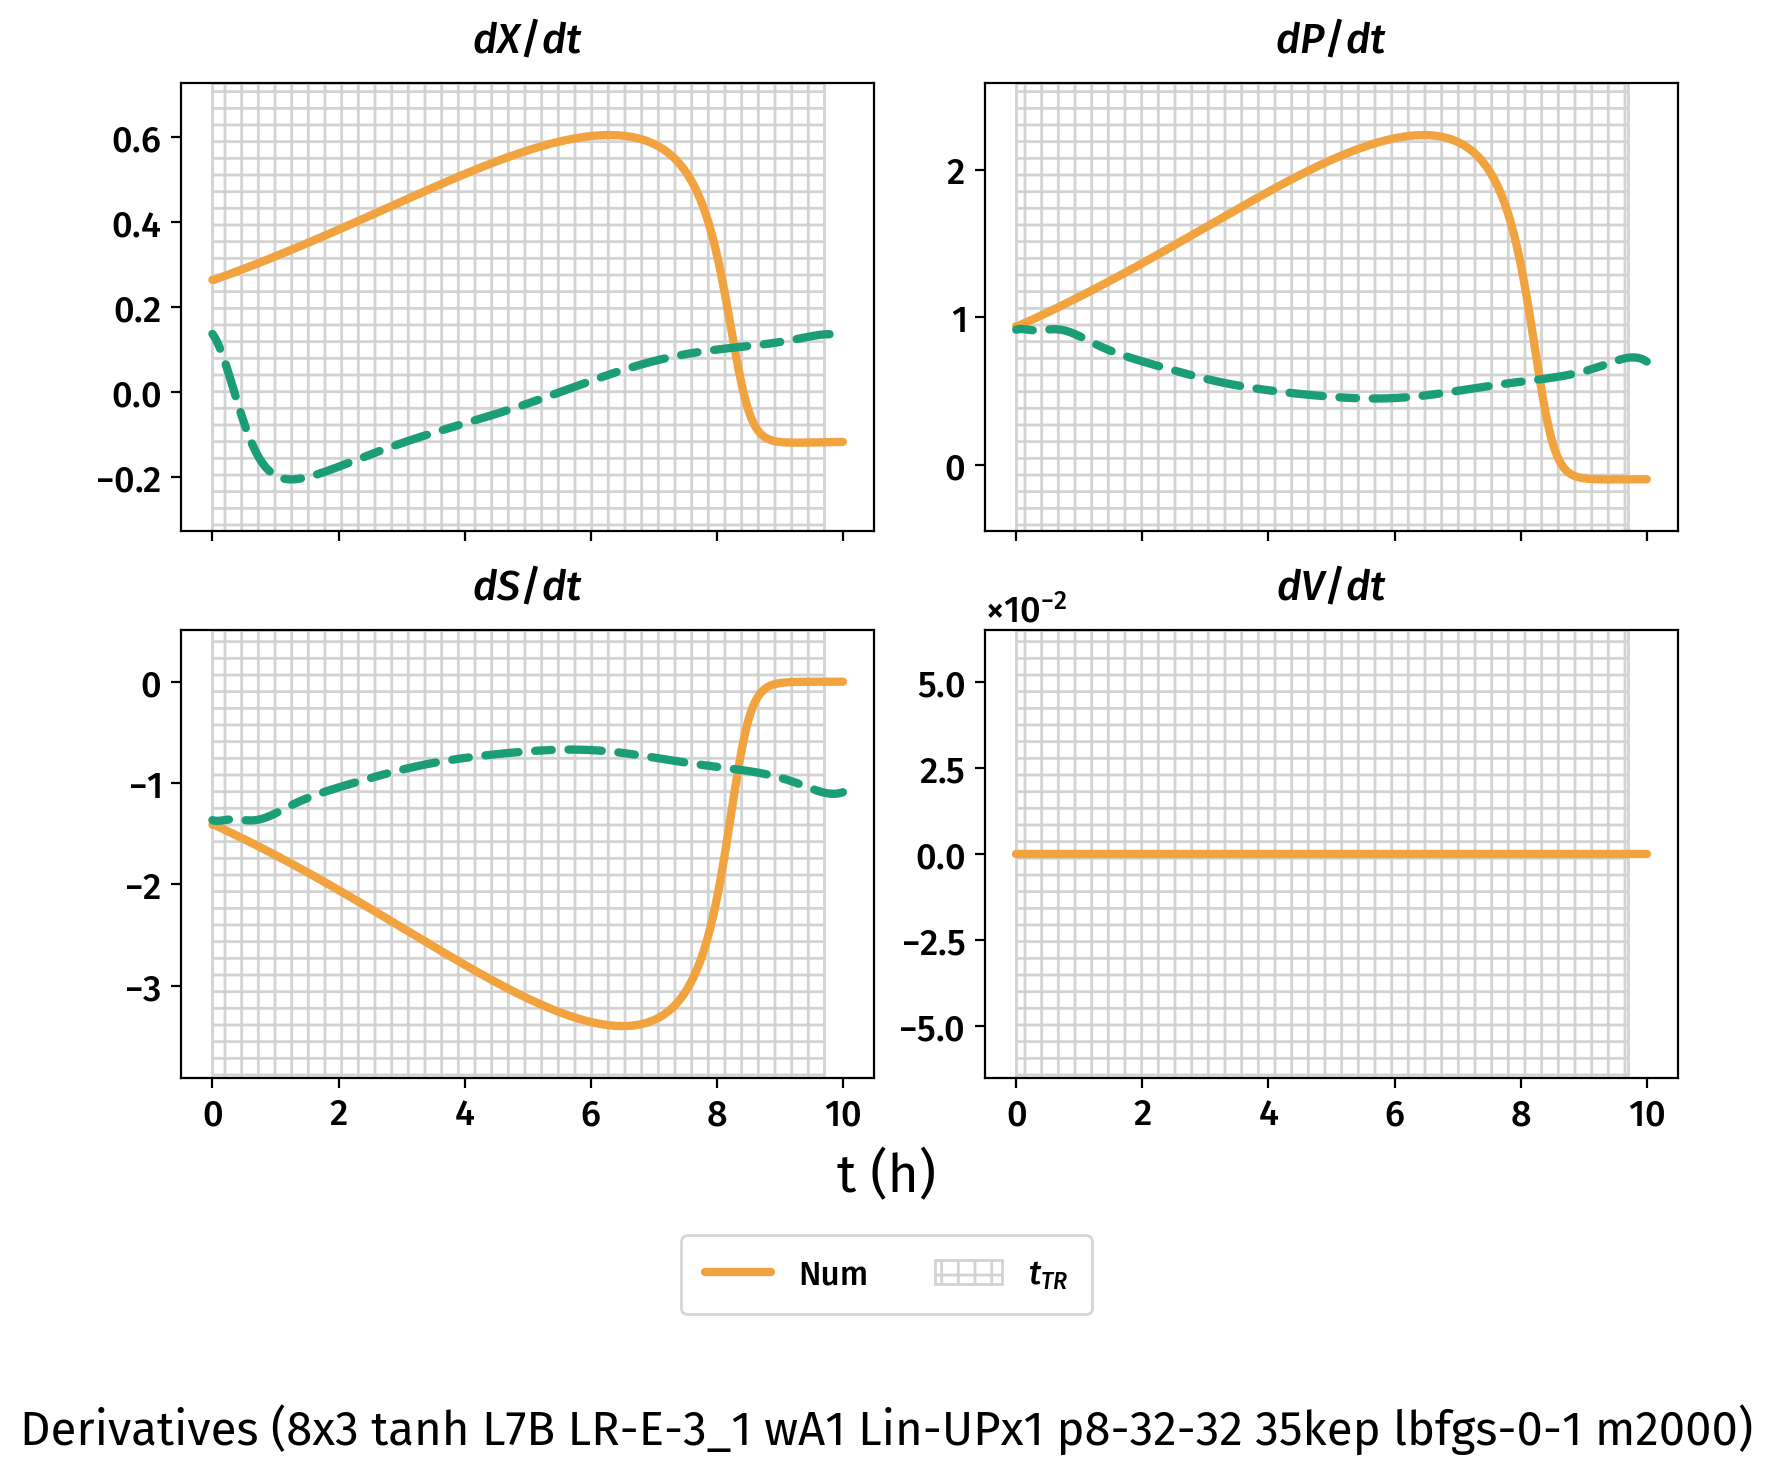 dX/dt
dP/dt
0.6
0.4
0.2
0.0
−0.2
2
1
0
dS/dt
dV/dt
×10⁻²
0
−1
−2
−3
5.0
2.5
0.0
−2.5
−5.0
0 2 4 6 8 10
0 2 4 6 8 10
t (h)
Num
t_TR
Derivatives (8x3 tanh L7B LR-E-3_1 wA1 Lin-UPx1 p8-32-32 35kep lbfgs-0-1 m2000)